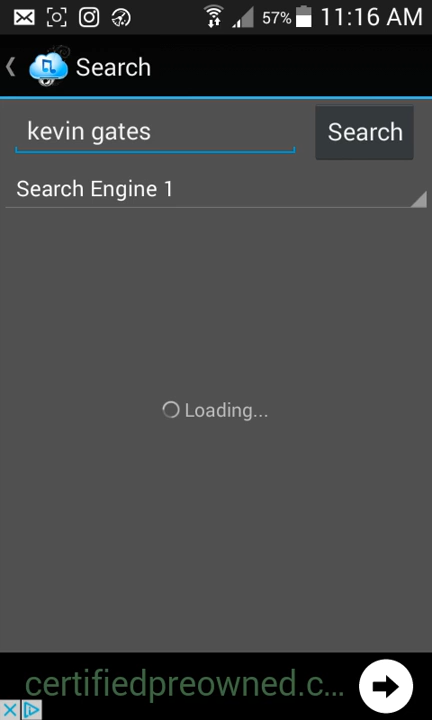 57% 11:16 AM
Search
kevin gates
Search
Search Engine 1
Loading...
certifiedpreowned.c...